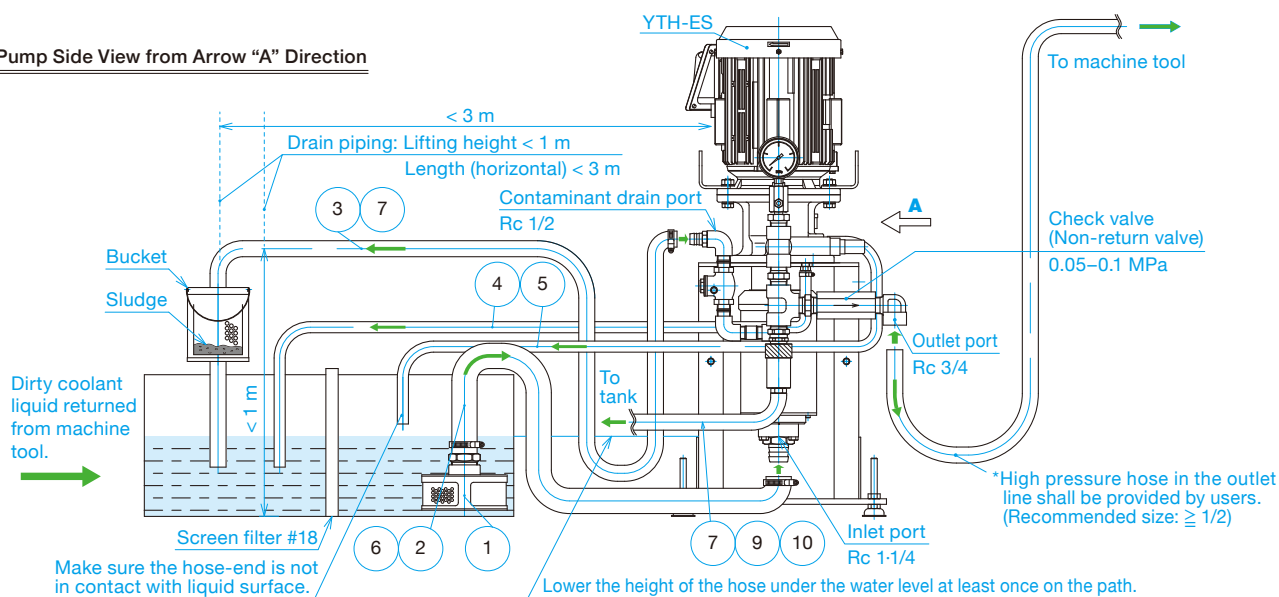 Pump Side View from Arrow “A” Direction
YTH-ES
To machine tool
< 3 m
Drain piping: Lifting height < 1 m
Length (horizontal) < 3 m
Contaminant drain port
Rc 1/2
A
Check valve
(Non-return valve)
0.05–0.1 MPa
3
7
Bucket
Sludge
4
5
Outlet port
Rc 3/4
To
tank
Dirty coolant
liquid returned
from machine
tool.
< 1 m
*High pressure hose in the outlet
line shall be provided by users.
(Recommended size: ≧ 1/2)
Screen filter #18
6
2
1
7
9
10
Inlet port
Rc 1·1/4
Make sure the hose-end is not
in contact with liquid surface.
Lower the height of the hose under the water level at least once on the path.